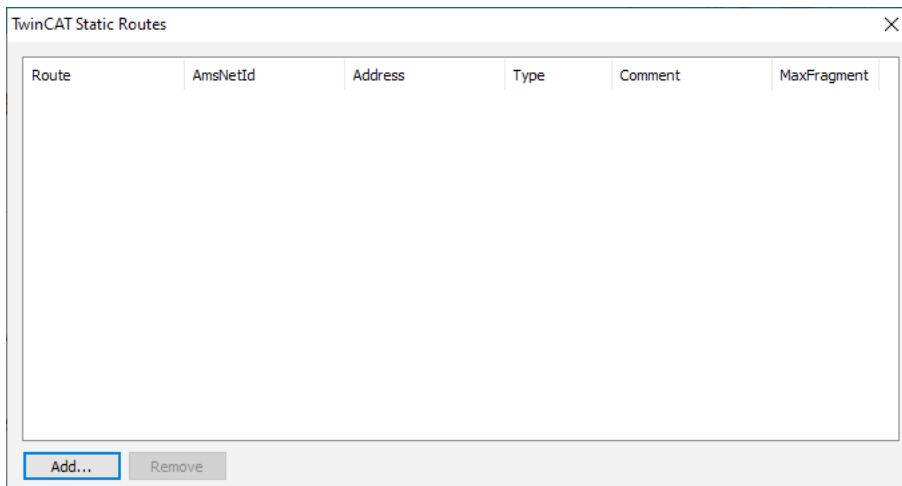 TwinCAT Static Routes
Route AmsNetId Address Type Comment MaxFragment
Add... Remove